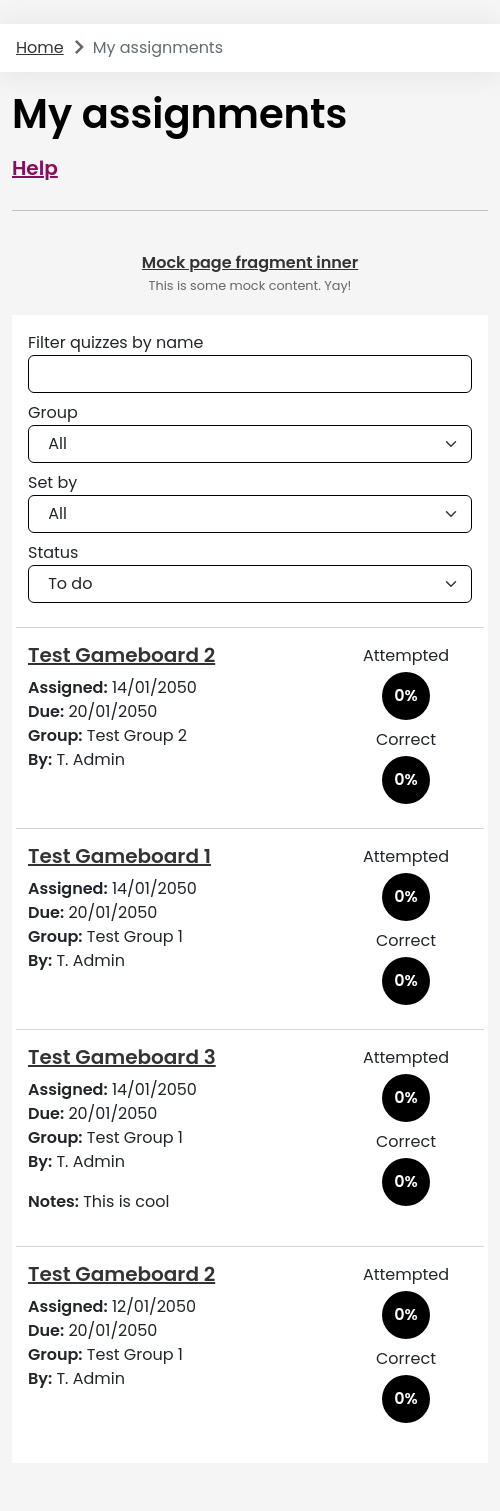 Home > My assignments
My assignments
Help
Mock page fragment inner
This is some mock content. Yay!
Filter quizzes by name
Group
All
Set by
All
Status
To do
Test Gameboard 2
Assigned: 14/01/2050
Due: 20/01/2050
Group: Test Group 2
By: T. Admin
Attempted
0%
Correct
0%
Test Gameboard 1
Assigned: 14/01/2050
Due: 20/01/2050
Group: Test Group 1
By: T. Admin
Attempted
0%
Correct
0%
Test Gameboard 3
Assigned: 14/01/2050
Due: 20/01/2050
Group: Test Group 1
By: T. Admin
Notes: This is cool
Attempted
0%
Correct
0%
Test Gameboard 2
Assigned: 12/01/2050
Due: 20/01/2050
Group: Test Group 1
By: T. Admin
Attempted
0%
Correct
0%